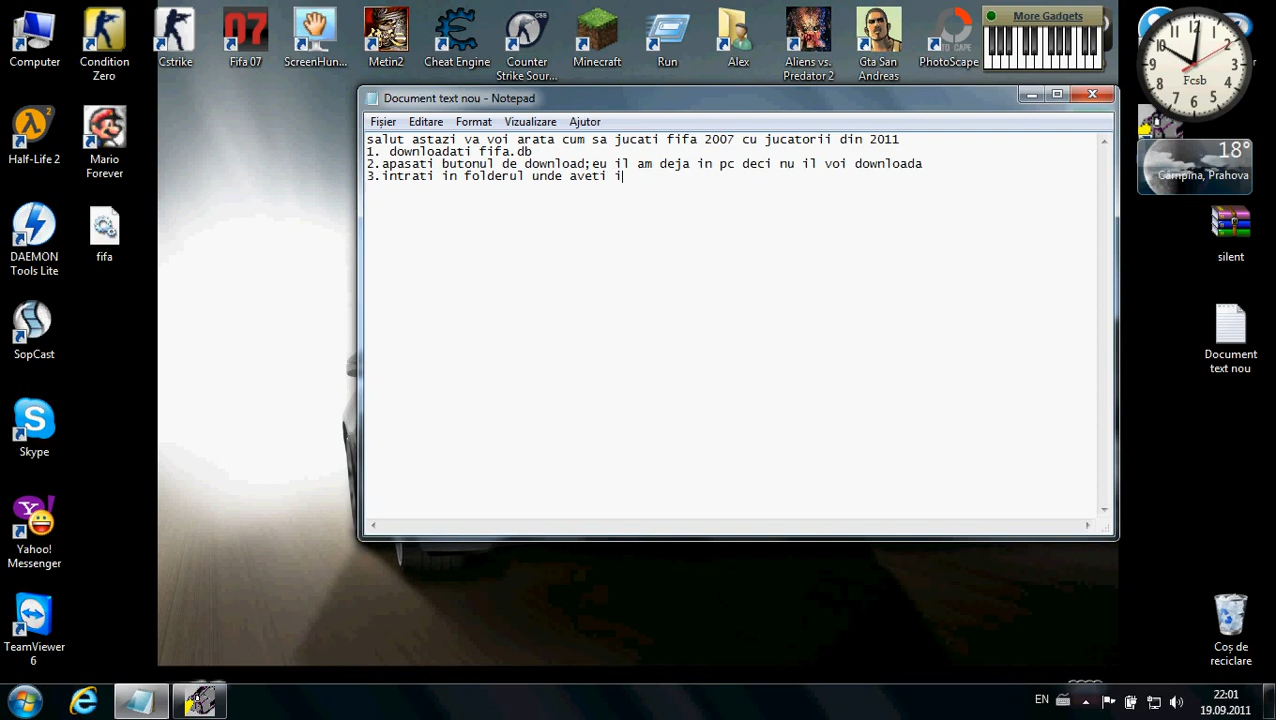 Computer
Condition Zero
Cstrike
Fifa 07
ScreenHun...
Metin2
Cheat Engine
Counter Strike Sour...
Minecraft
Run
Alex
Aliens vs. Predator 2
Gta San Andreas
PhotoScape
More Gadgets
Fcsb
Half-Life 2
Mario Forever
DAEMON Tools Lite
fifa
SopCast
Skype
Yahoo! Messenger
TeamViewer 6
Document text nou - Notepad
Fișier Editare Format Vizualizare Ajutor
salut astazi va voi arata cum sa jucati fifa 2007 cu jucatorii din 2011
1. downloadati fifa.db
2.apasati butonul de download;eu il am deja in pc deci nu il voi downloada
3.intrati in folderul unde aveti i
18°
Câmpina, Prahova
silent
Document text nou
Coș de reciclare
EN
22:01
19.09.2011